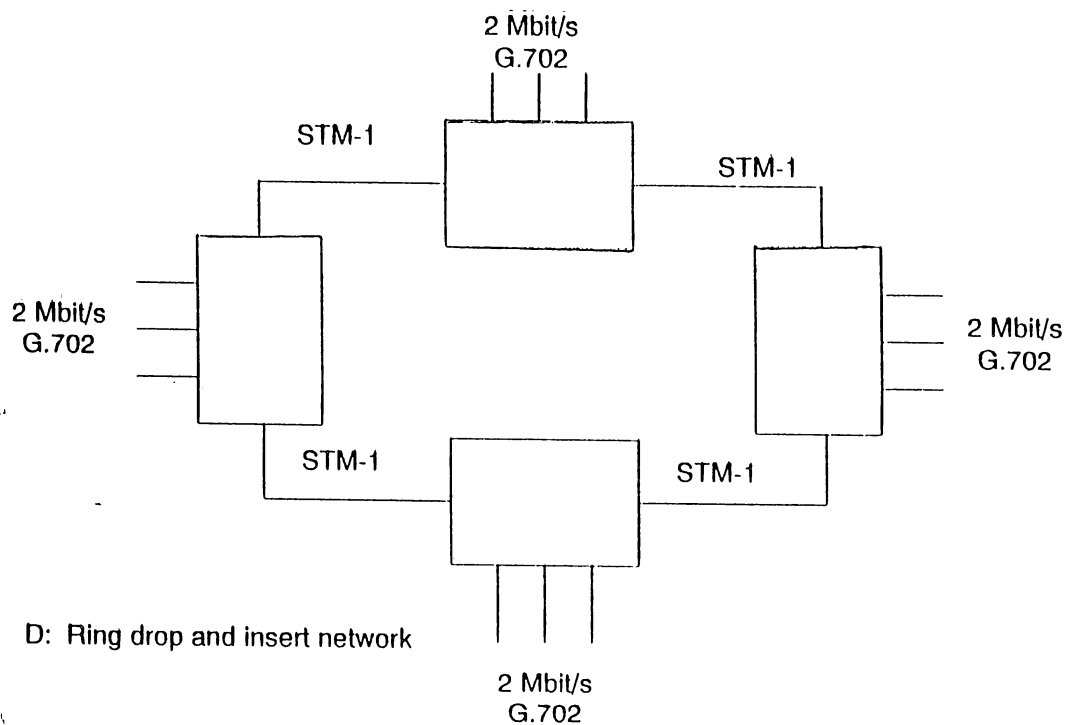 2 Mbit/s
G.702
STM-1
STM-1
2 Mbit/s
G.702
2 Mbit/s
G.702
STM-1
STM-1
D: Ring drop and insert network
2 Mbit/s
G.702